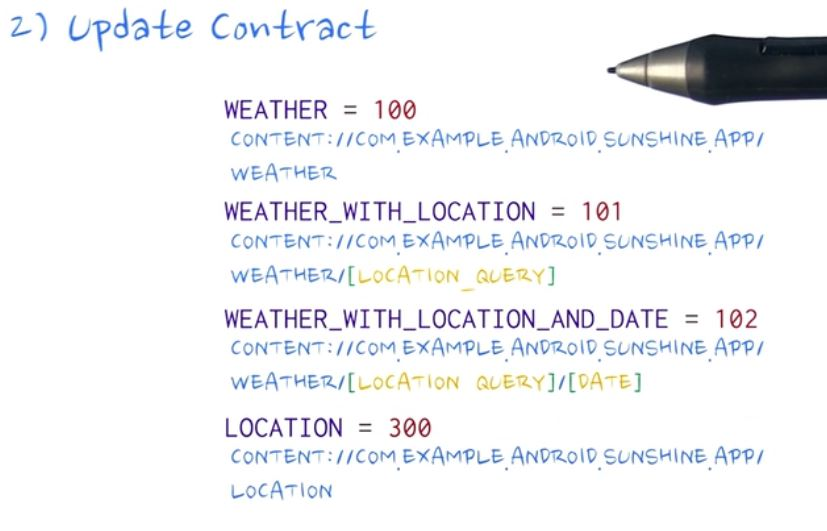 2) Update Contract
WEATHER = 100
CONTENT://COM.EXAMPLE.ANDROID.SUNSHINE.APP/
WEATHER
WEATHER_WITH_LOCATION = 101
CONTENT://COM.EXAMPLE.ANDROID.SUNSHINE.APP/
WEATHER/[LOCATION_QUERY]
WEATHER_WITH_LOCATION_AND_DATE = 102
CONTENT://COM.EXAMPLE.ANDROID.SUNSHINE.APP/
WEATHER/[LOCATION QUERY]/[DATE]
LOCATION = 300
CONTENT://COM.EXAMPLE.ANDROID.SUNSHINE.APP/
LOCATION